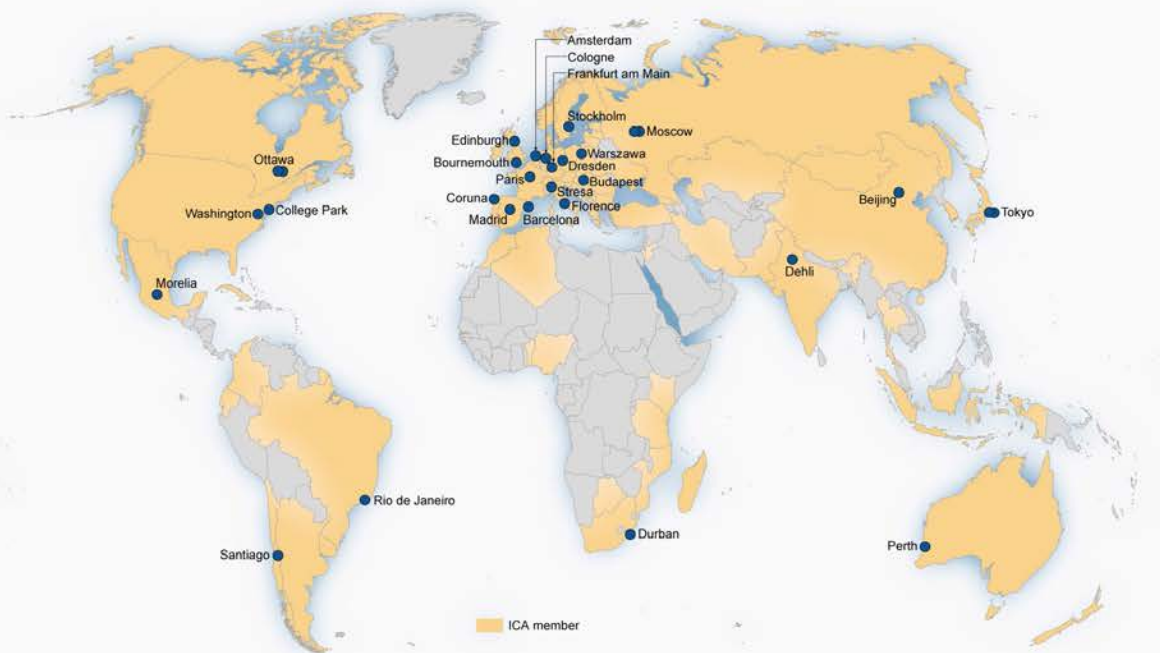 Amsterdam
Cologne
Frankfurt am Main
Stockholm
Moscow
Edinburgh
Warszawa
Bournemouth
Dresden
Ottawa
Paris
Budapest
Stresa
Beijing
Coruna
Florence
College Park
Washington
Madrid
Barcelona
Tokyo
Dehli
Morelia
Rio de Janeiro
Durban
Perth
Santiago
ICA member